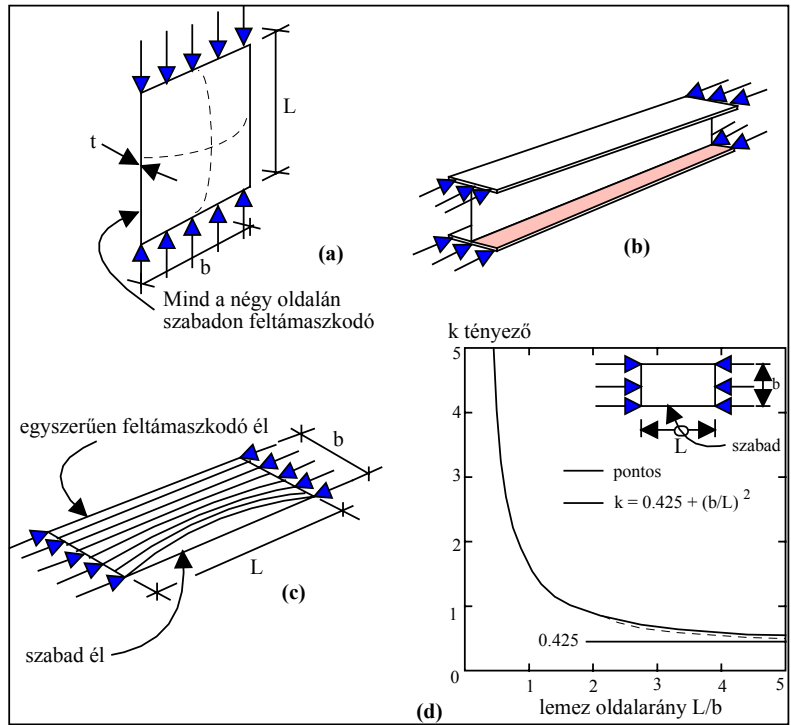 L
t
b
(a)
Mind a négy oldalán
szabadon feltámaszkodó
(b)
egyszerűen feltámaszkodó él
b
L
(c)
szabad él
k tényező
5
4
3
2
1
0
b
L
szabad
pontos
k = 0.425 + (b/L) 2
0.425
1 2 3 4 5
lemez oldalarány L/b
(d)